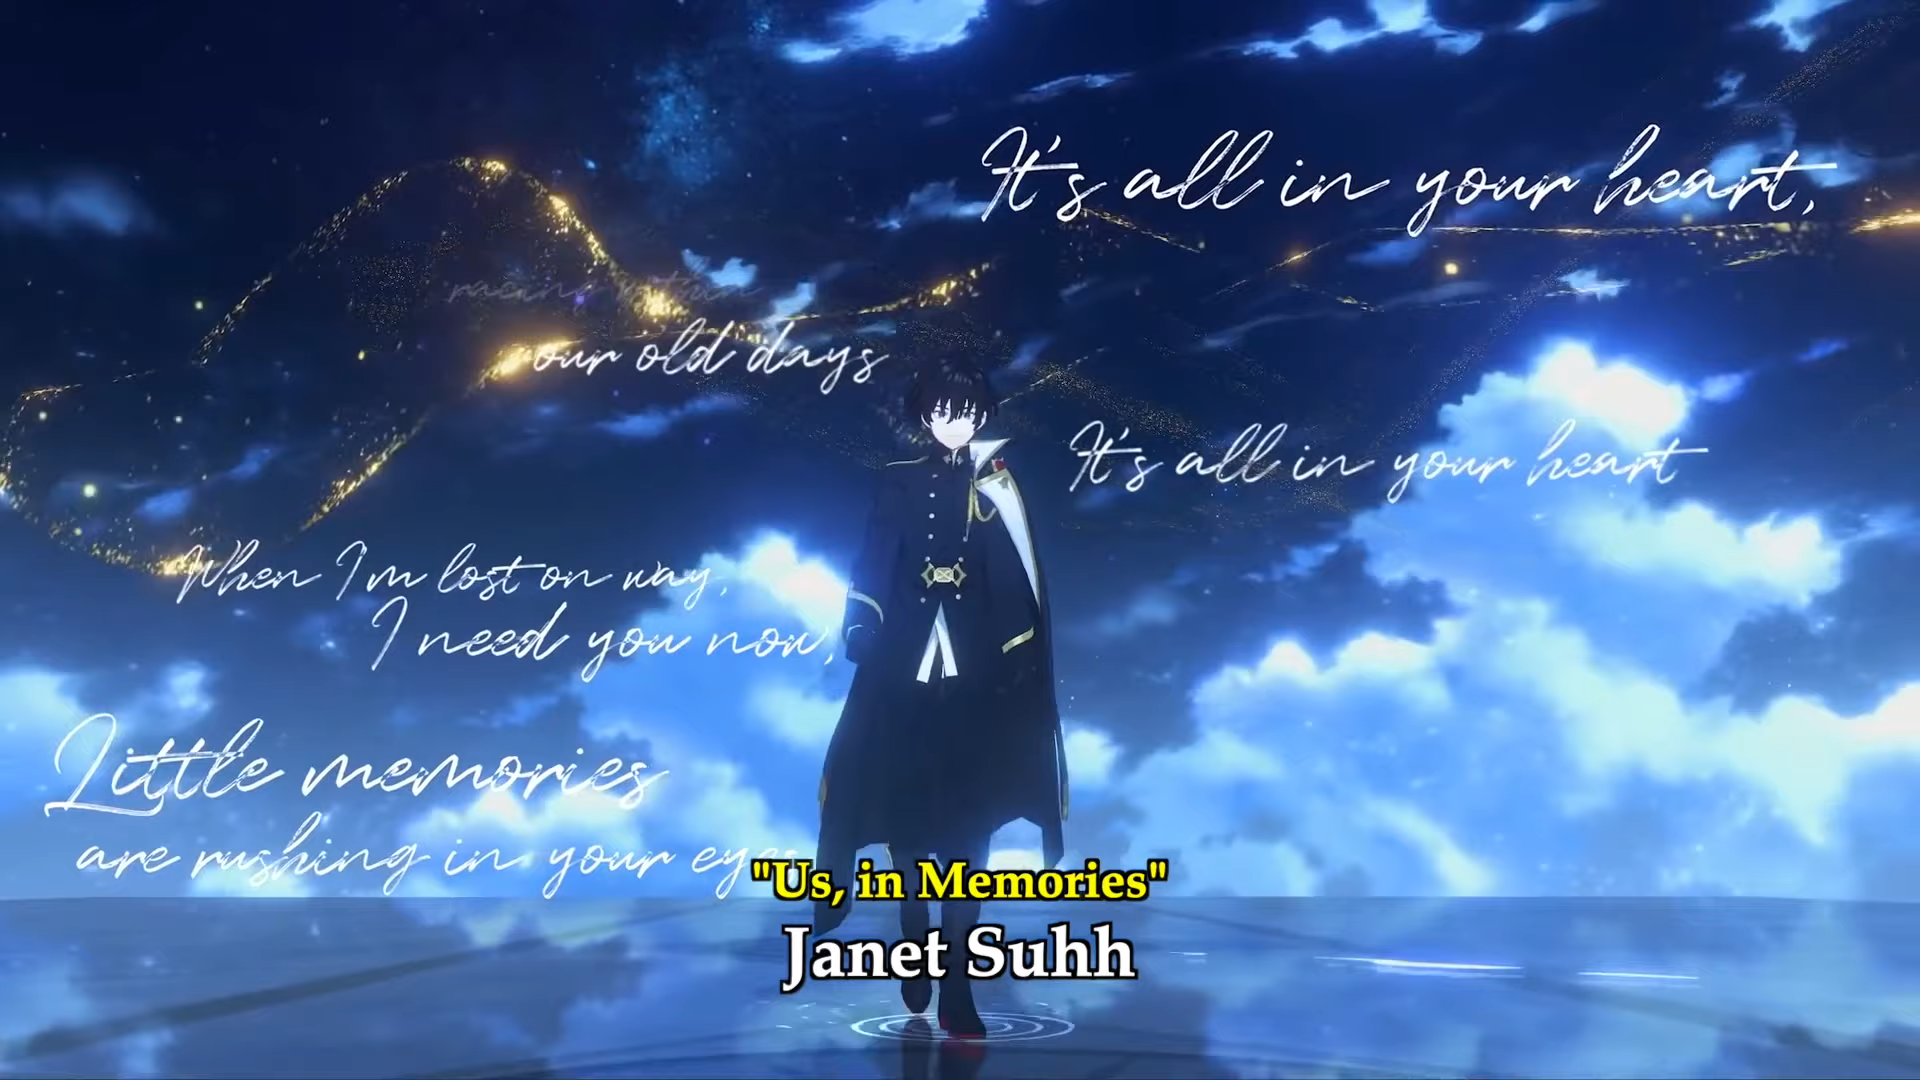 It's all in your heart,
our old days
It's all in your heart
When I'm lost on way,
I need you now,
Little memories
are rushing in your eyes
"Us, in Memories"
Janet Suhh